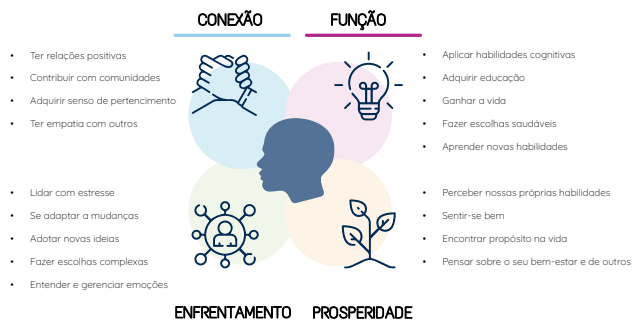 CONEXÃO
FUNÇÃO
• Ter relações positivas
• Contribuir com comunidades
• Adquirir senso de pertencimento
• Ter empatia com outros
• Aplicar habilidades cognitivas
• Adquirir educação
• Ganhar a vida
• Fazer escolhas saudáveis
• Aprender novas habilidades
• Lidar com estresse
• Se adaptar a mudanças
• Adotar novas ideias
• Fazer escolhas complexas
• Entender e gerenciar emoções
• Perceber nossas próprias habilidades
• Sentir-se bem
• Encontrar propósito na vida
• Pensar sobre o seu bem-estar e de outros
ENFRENTAMENTO
PROSPERIDADE